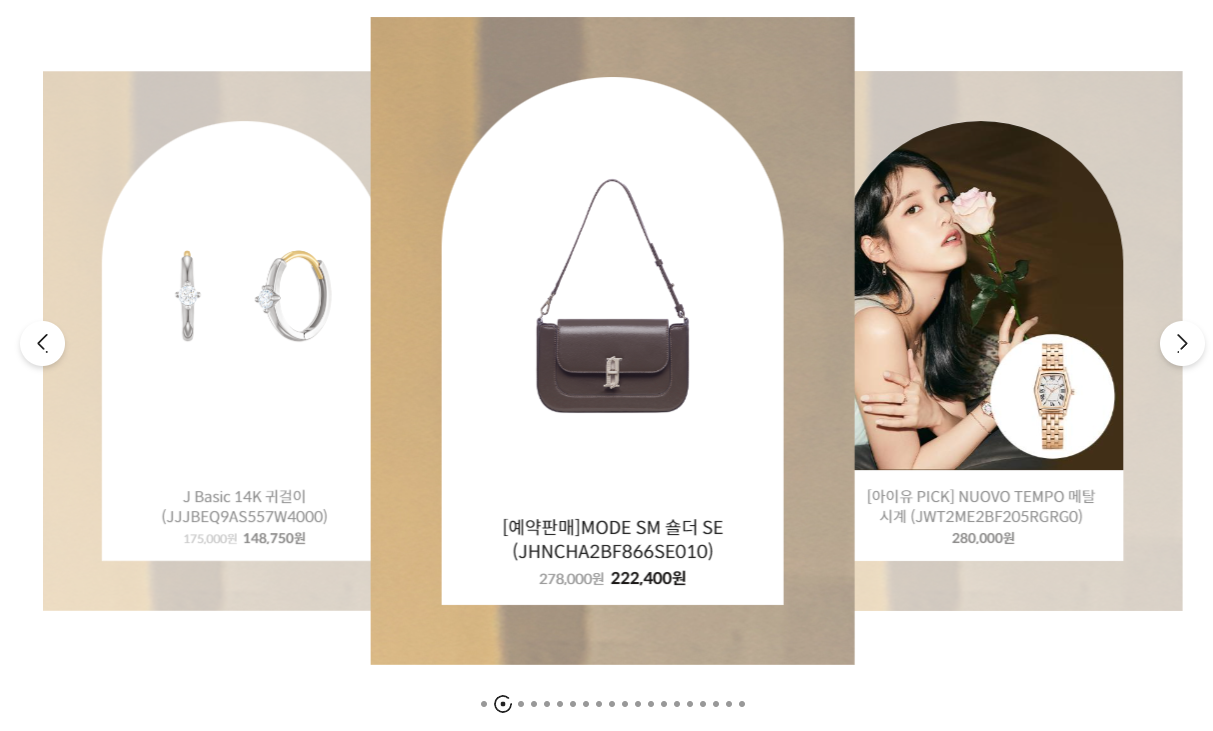 J Basic 14K 귀걸이
(JJJBEQ9AS557W4000)
175,000원 148,750원
[예약판매]MODE SM 숄더 SE
(JHNCHA2BF866SE010)
278,000원 222,400원
[아이유 PICK] NUOVO TEMPO 메탈
시계 (JWT2ME2BF205RGRG0)
280,000원